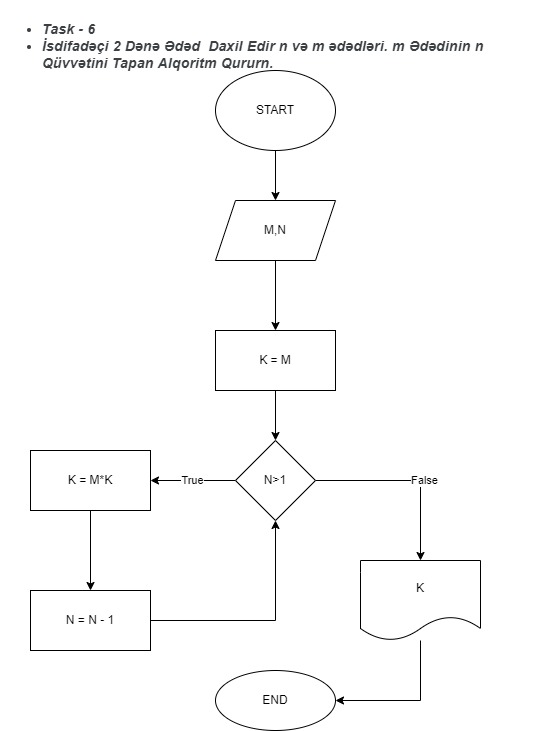 Task - 6
İsdifadəçi 2 Dənə Ədəd Daxil Edir n və m ədədləri. m Ədədinin n
Qüvvətini Tapan Alqoritm Qururn.
START
M,N
K = M
N>1
True
False
K = M*K
K
N = N - 1
END